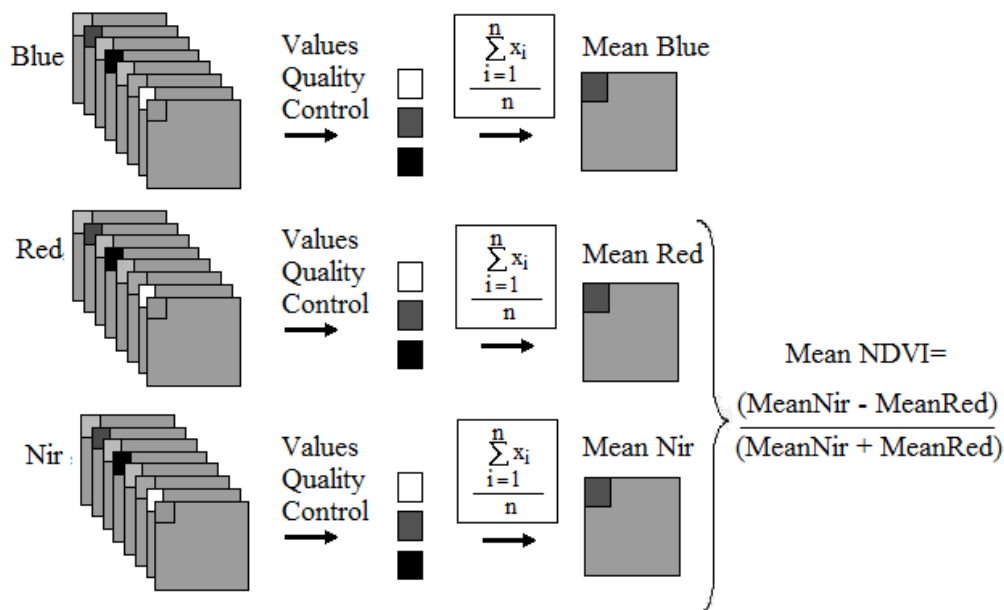 Blue
Values
Quality
Control
n
∑ xi
i = 1
n
Mean Blue
Red
Values
Quality
Control
n
∑ xi
i = 1
n
Mean Red
Nir
Values
Quality
Control
n
∑ xi
i = 1
n
Mean Nir
Mean NDVI=
(MeanNir - MeanRed)
(MeanNir + MeanRed)